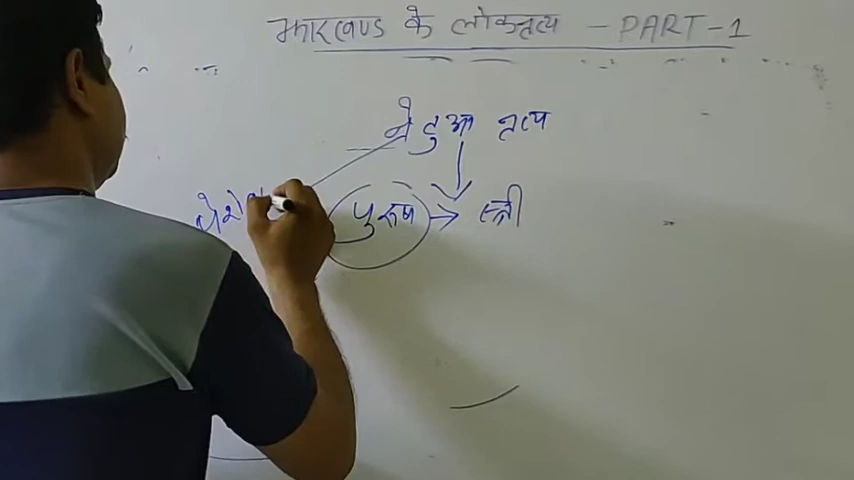 झारखण्ड के लोकनृत्य - PART-1
नेटुआ नृत्य
पुरुष → स्त्री